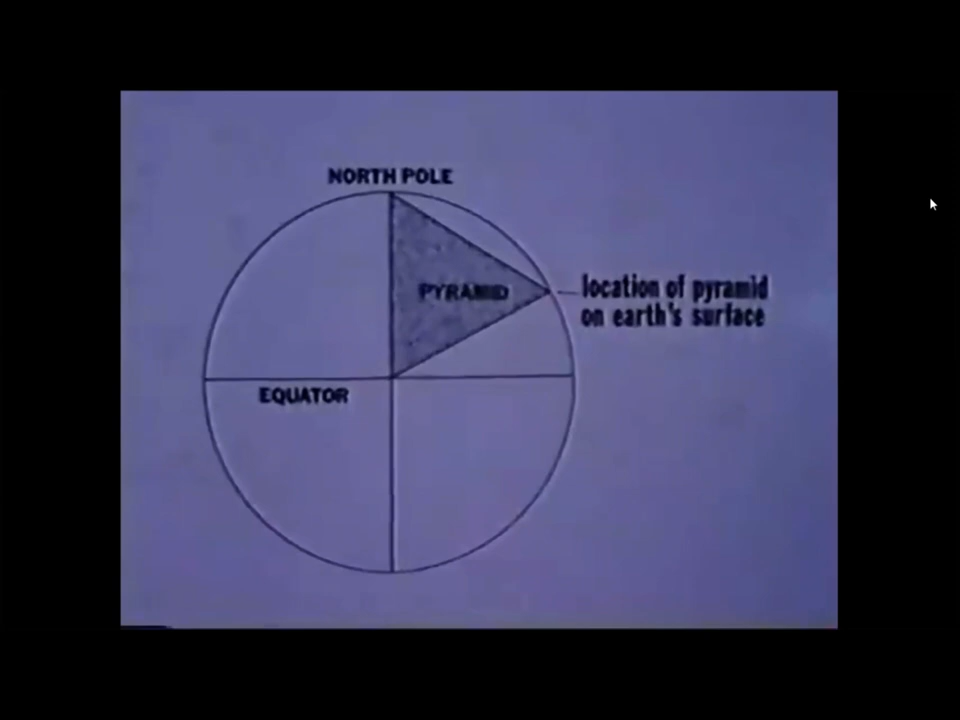 NORTH POLE
PYRAMID
location of pyramid
on earth's surface
EQUATOR